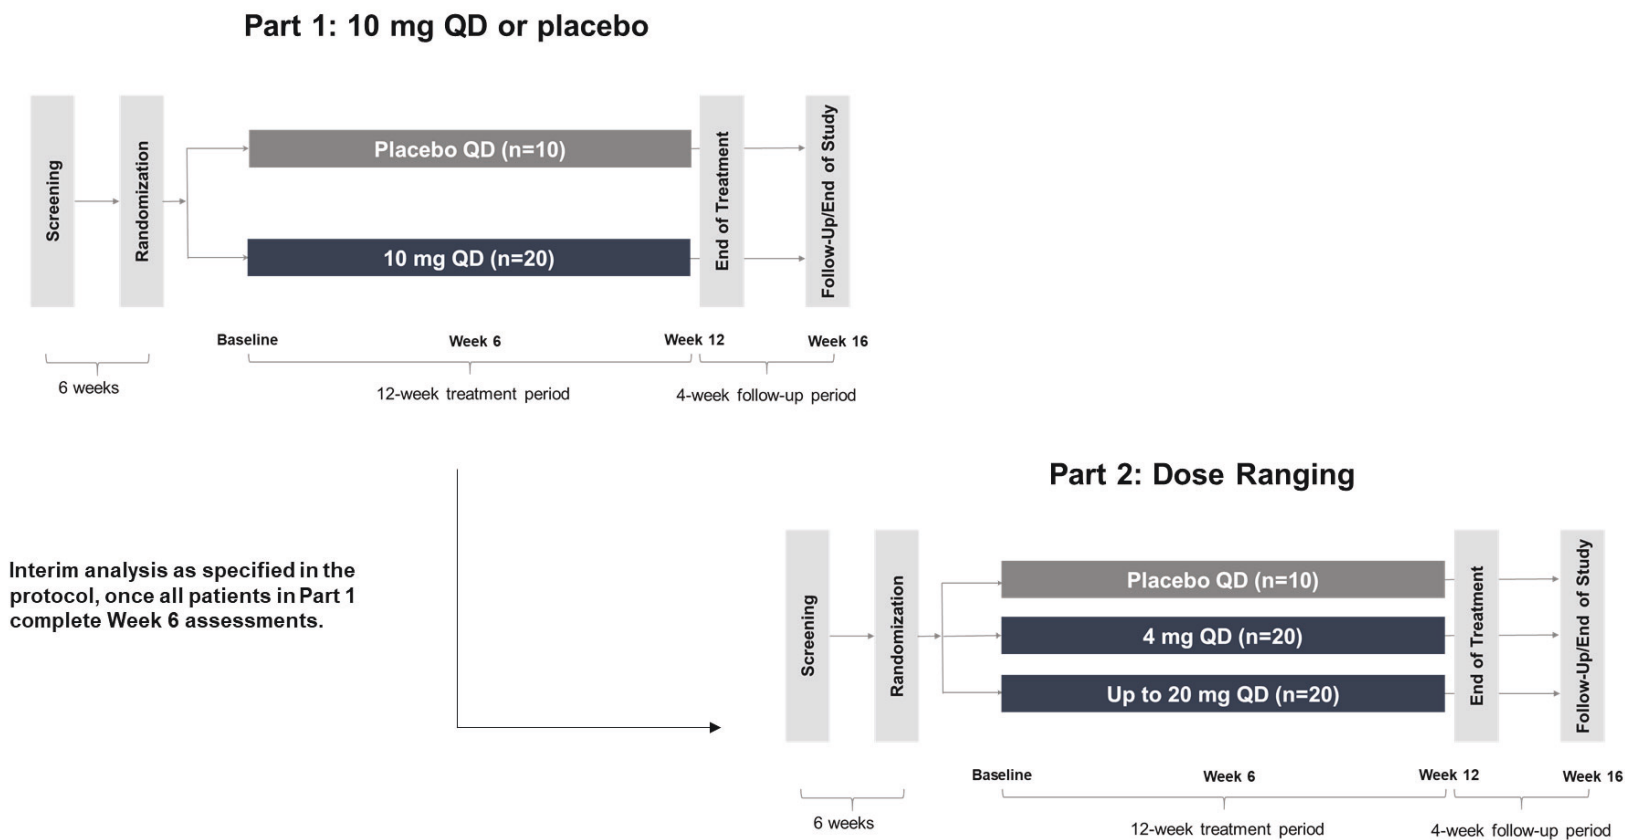 Part 1: 10 mg QD or placebo
Screening
Randomization
Placebo QD (n=10)
10 mg QD (n=20)
End of Treatment
Follow-Up/End of Study
Baseline
Week 6
Week 12
Week 16
6 weeks
12-week treatment period
4-week follow-up period
Interim analysis as specified in the
protocol, once all patients in Part 1
complete Week 6 assessments.
Part 2: Dose Ranging
Screening
Randomization
Placebo QD (n=10)
4 mg QD (n=20)
Up to 20 mg QD (n=20)
End of Treatment
Follow-Up/End of Study
Baseline
Week 6
Week 12
Week 16
6 weeks
12-week treatment period
4-week follow-up period